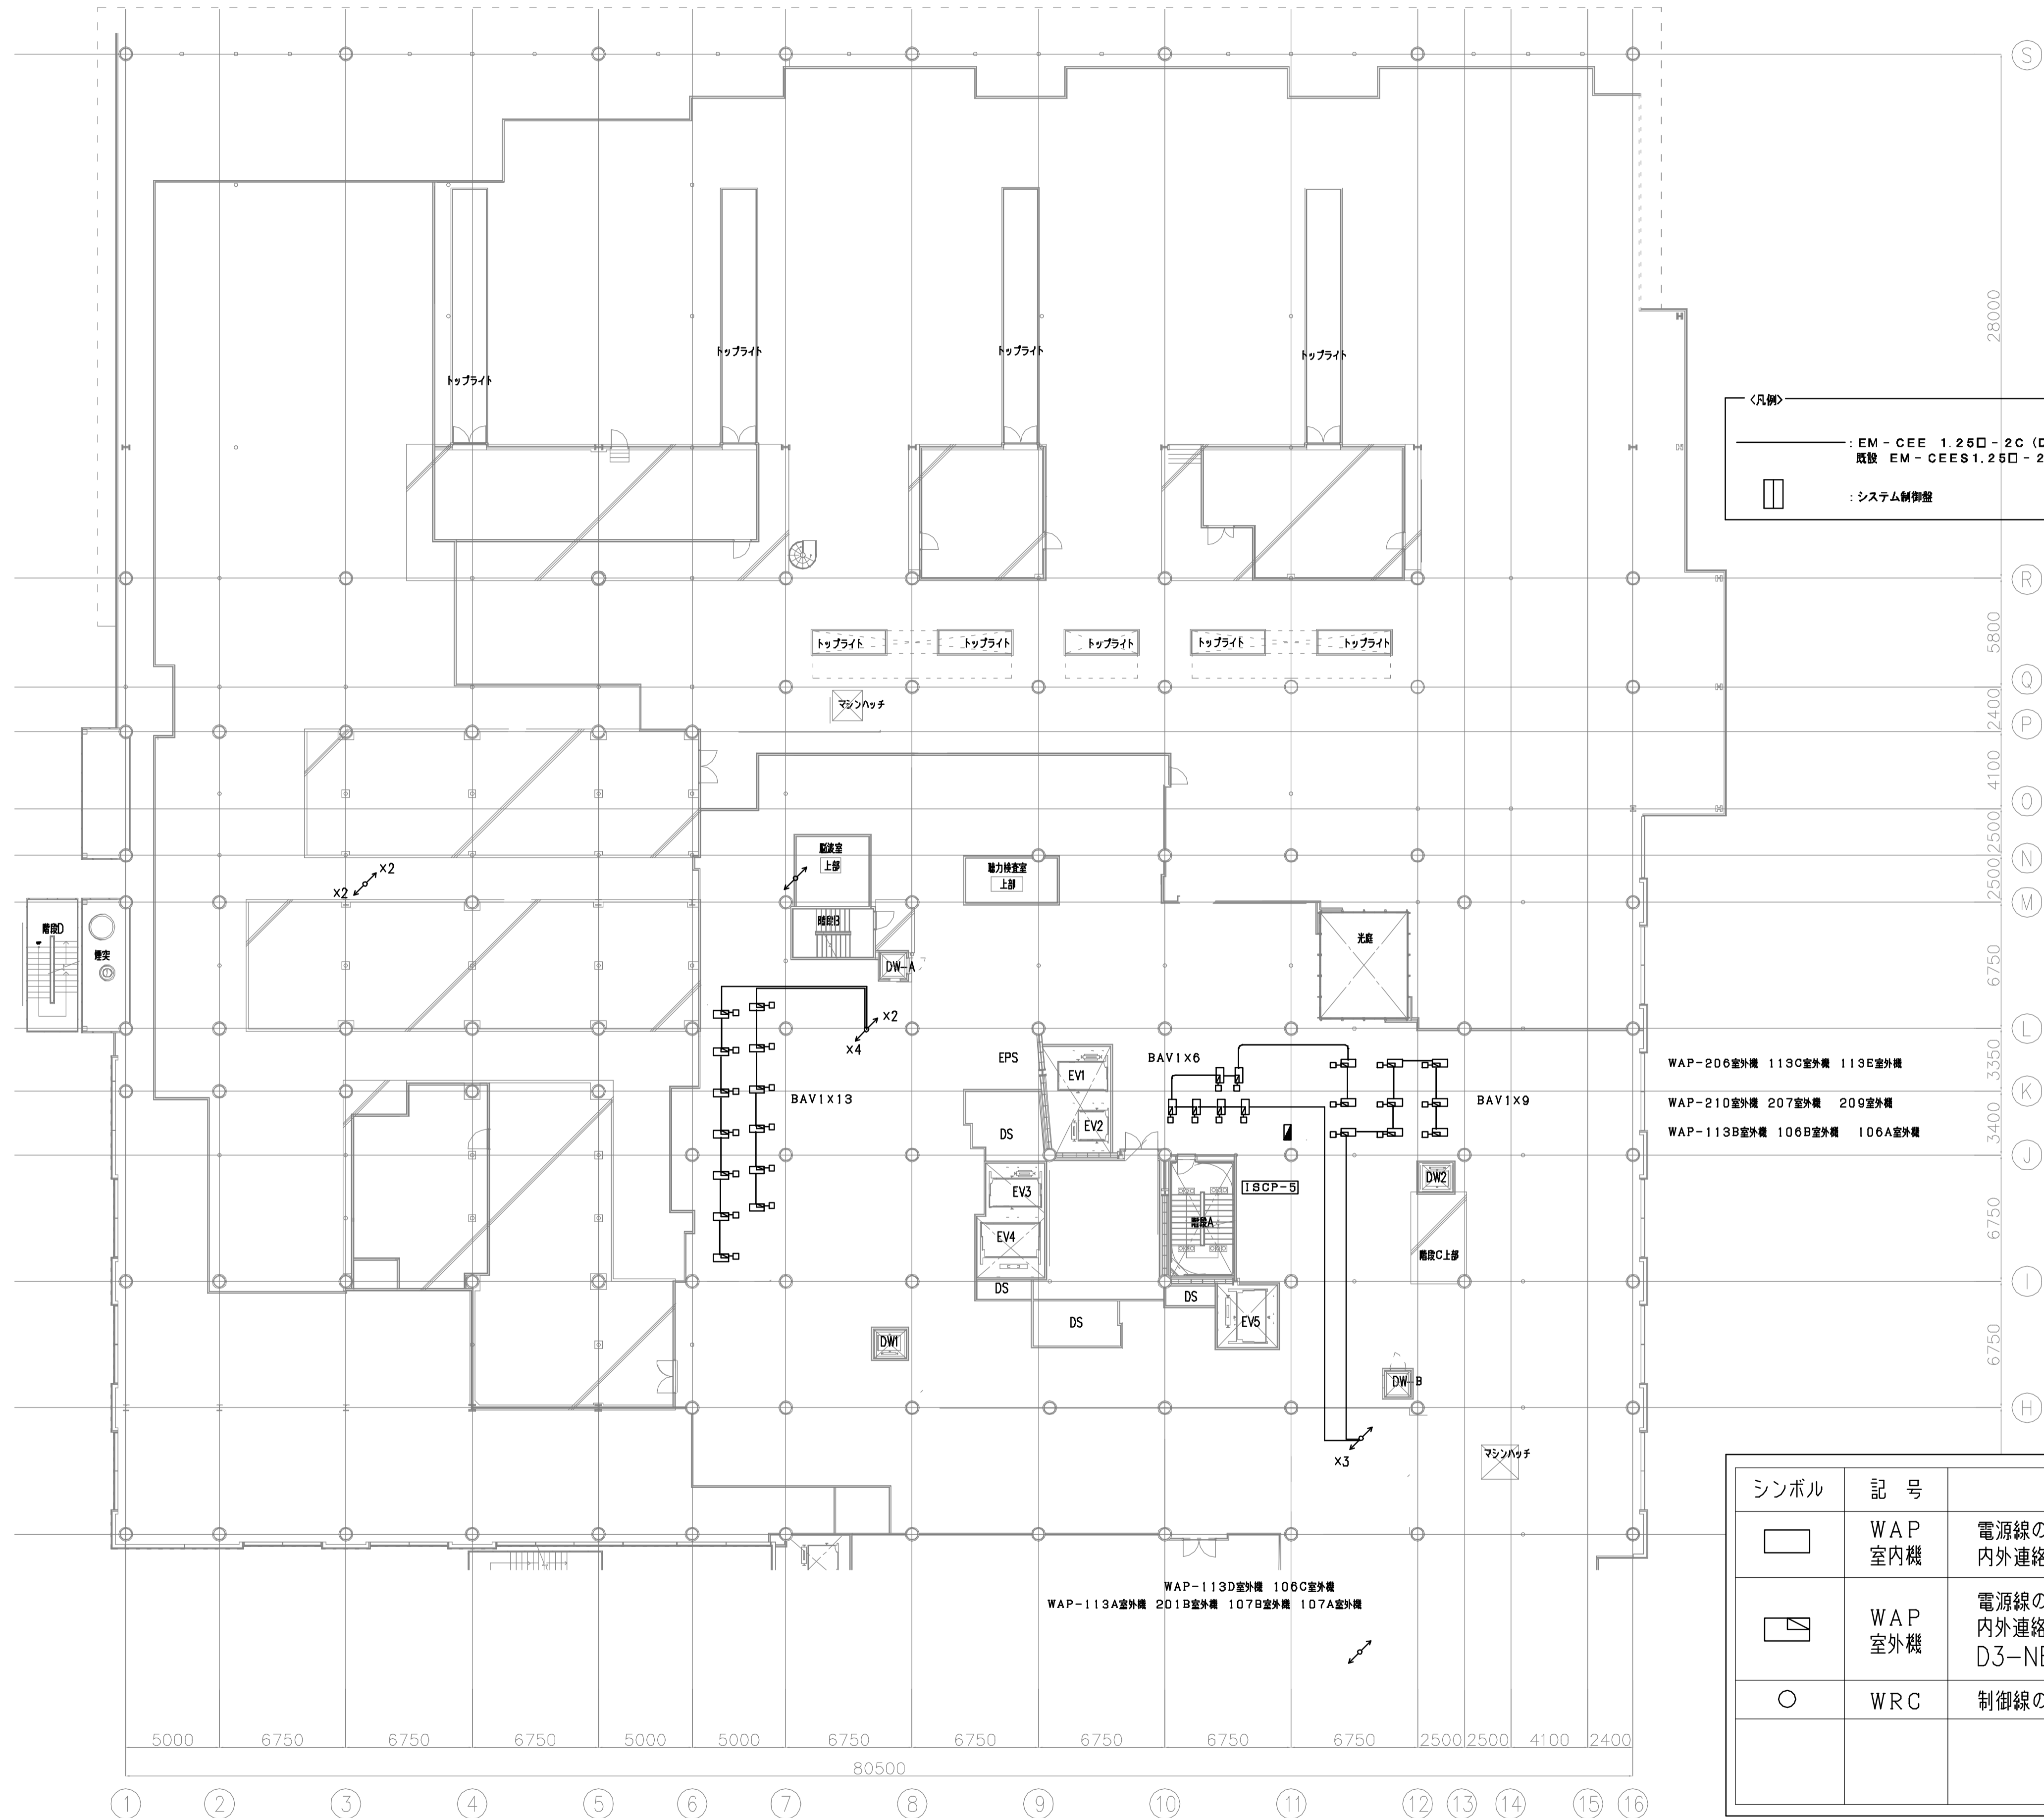 S
28000
トップライト
トップライト
トップライト
トップライト
〈凡例〉
：EM－CEE 1.25□－2C（
既設 EM－CEES1.25□－2
：システム制御盤
R
5800
トップライト
トップライト
トップライト
トップライト
トップライト
Q
2400
マシンハッチ
P
4100
O
2500
脳波室
上部
聴力検査室
上部
N
2500
x2
x2
M
階段D
煙突
階段B
光庭
DW-A
6750
x2
x4
L
EPS
EV1
BAV1x6
WAP-206室外機 113C室外機 113E室外機
3350
K
BAV1x13
BAV1x9
WAP-210室外機 207室外機 209室外機
DS
EV2
WAP-113B室外機 106B室外機 106A室外機
3400
J
EV3
ISCP-5
DW2
EV4
階段A
階段C上部
6750
DS
DS
I
DS
EV5
DW1
6750
DW-B
H
x3
マシンハッチ
シンボル
記 号
WAP
室内機
電源線の
内外連絡
WAP
室外機
電源線の
内外連絡
D3-NE
WRC
制御線の
WAP-113D室外機 106C室外機
WAP-113A室外機 201B室外機 107B室外機 107A室外機
5000 6750 6750 6750 5000 5000 6750 6750 6750 6750 6750 2500 2500 4100 2400
80500
1 2 3 4 5 6 7 8 9 10 11 12 13 14 15 16